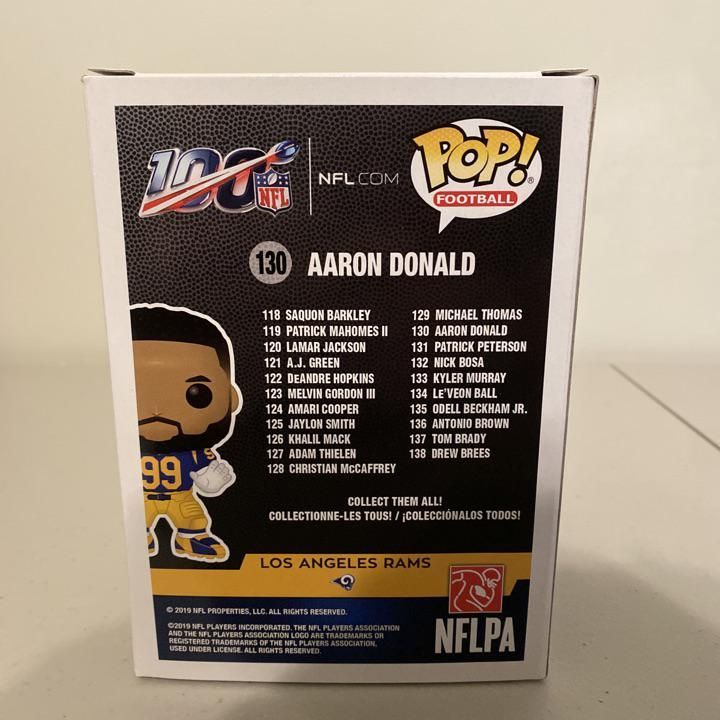 100 NFL
NFL.COM
POP!
FOOTBALL
130 AARON DONALD
118 SAQUON BARKLEY
119 PATRICK MAHOMES II
120 LAMAR JACKSON
121 A.J. GREEN
122 DEANDRE HOPKINS
123 MELVIN GORDON III
124 AMARI COOPER
125 JAYLON SMITH
126 KHALIL MACK
127 ADAM THIELEN
128 CHRISTIAN McCAFFREY
129 MICHAEL THOMAS
130 AARON DONALD
131 PATRICK PETERSON
132 NICK BOSA
133 KYLER MURRAY
134 LE'VEON BALL
135 ODELL BECKHAM JR.
136 ANTONIO BROWN
137 TOM BRADY
138 DREW BREES
COLLECT THEM ALL!
COLLECTIONNE-LES TOUS! / ¡COLECCIÓNALOS TODOS!
99
9
LOS ANGELES RAMS
© 2019 NFL PROPERTIES, LLC. ALL RIGHTS RESERVED.
©2019 NFL PLAYERS INCORPORATED. THE NFL PLAYERS ASSOCIATION
AND THE NFL PLAYERS ASSOCIATION LOGO ARE TRADEMARKS OR
REGISTERED TRADEMARKS OF THE NFL PLAYERS ASSOCIATION,
USED UNDER LICENSE. ALL RIGHTS RESERVED.
NFLPA